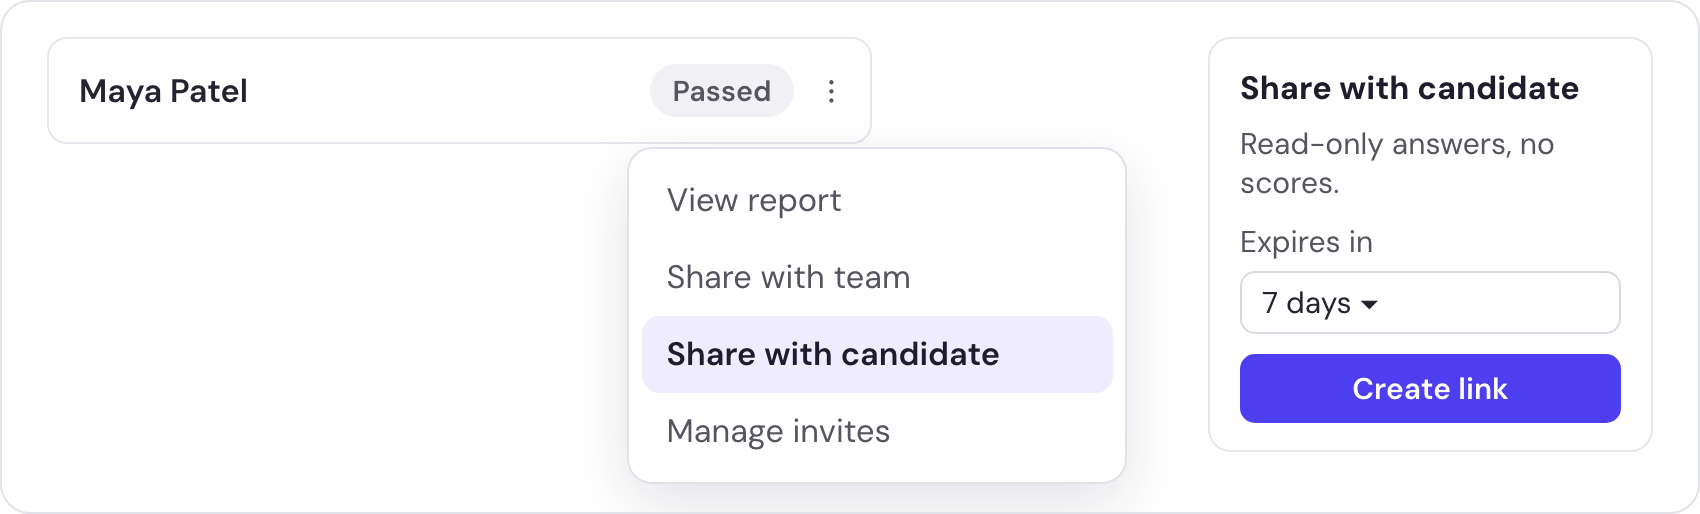 Maya Patel
Passed
View report
Share with team
Share with candidate
Manage invites
Share with candidate
Read-only answers, no
scores.
Expires in
7 days
Create link